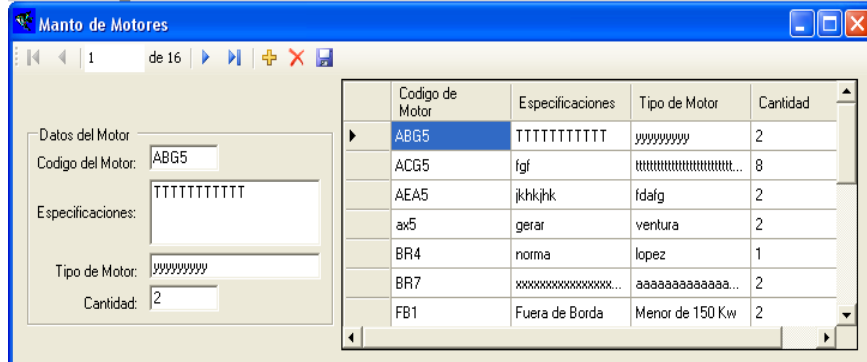 Manto de Motores
1 de 16
Datos del Motor
Codigo del Motor: ABG5
Especificaciones: TTTTTTTTTTT
Tipo de Motor: yyyyyyyyy
Cantidad: 2
Codigo de Motor Especificaciones Tipo de Motor Cantidad
ABG5 TTTTTTTTTTT yyyyyyyyy 2
ACG5 fgf 8
AEA5 jkhkjhk fdafg 2
ax5 gerar ventura 2
BR4 norma lopez 1
BR7 xxxxxxxxxxxxxxxx... aaaaaaaaaaaaa... 2
FB1 Fuera de Borda Menor de 150 Kw 2